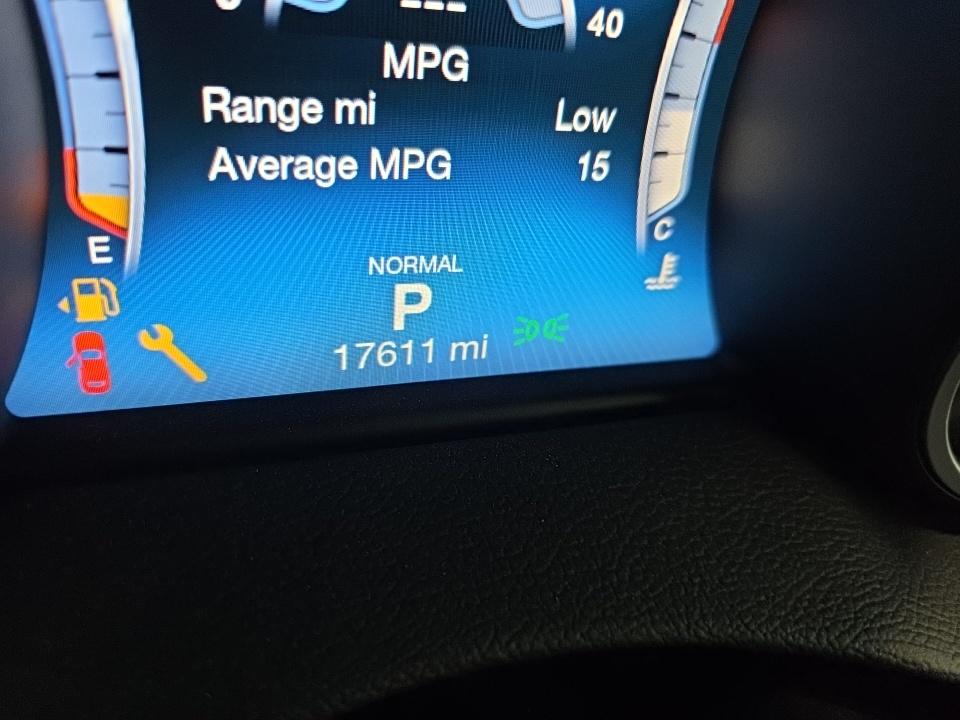 40
MPG
Range mi Low
Average MPG 15
E
C
NORMAL
P
17611 mi